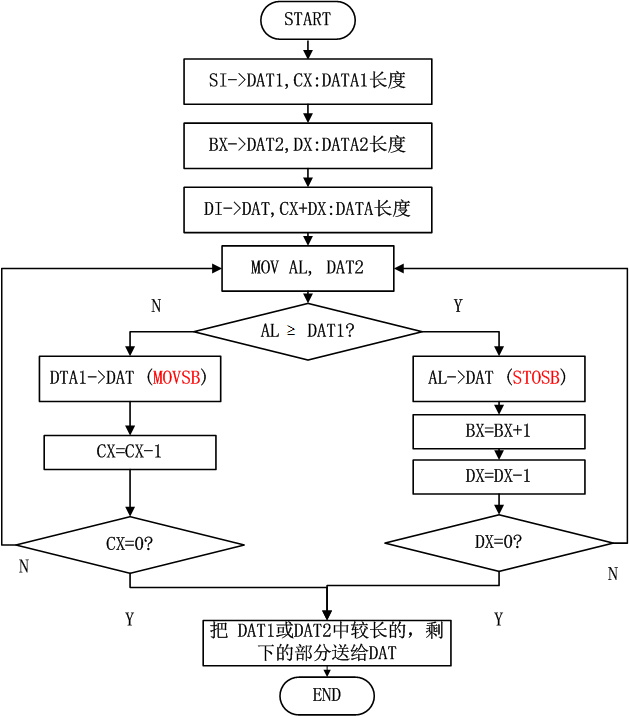 START
SI->DAT1,CX:DATA1长度
BX->DAT2,DX:DATA2长度
DI->DAT,CX+DX:DATA长度
MOV AL, DAT2
N
Y
AL ≥ DAT1?
DTA1->DAT (MOVSB)
AL->DAT (STOSB)
BX=BX+1
CX=CX-1
DX=DX-1
CX=0?
DX=0?
N
N
Y
Y
把 DAT1或DAT2中较长的，剩
下的部分送给DAT
END